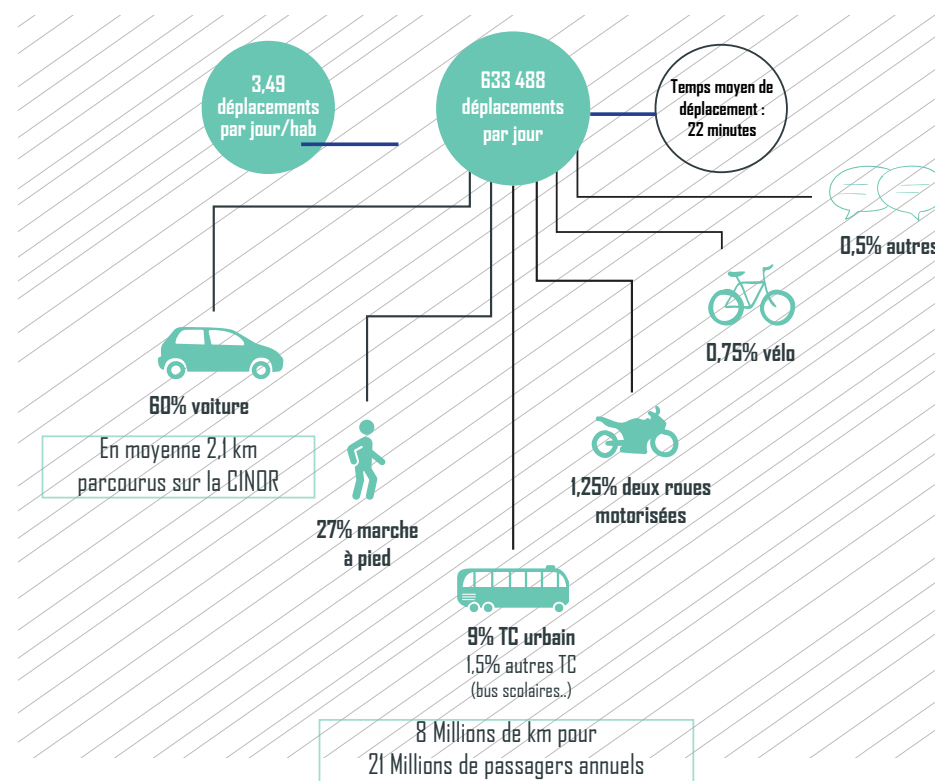 3,49
déplacements
par jour/hab
633 488
déplacements
par jour
Temps moyen de
déplacement :
22 minutes
0,5% autres
0,75% vélo
60% voiture
En moyenne 2,1 km
parcourus sur la CINOR
1,25% deux roues
motorisées
27% marche
à pied
9% TC urbain
1,5% autres TC
(bus scolaires..)
8 Millions de km pour
21 Millions de passagers annuels